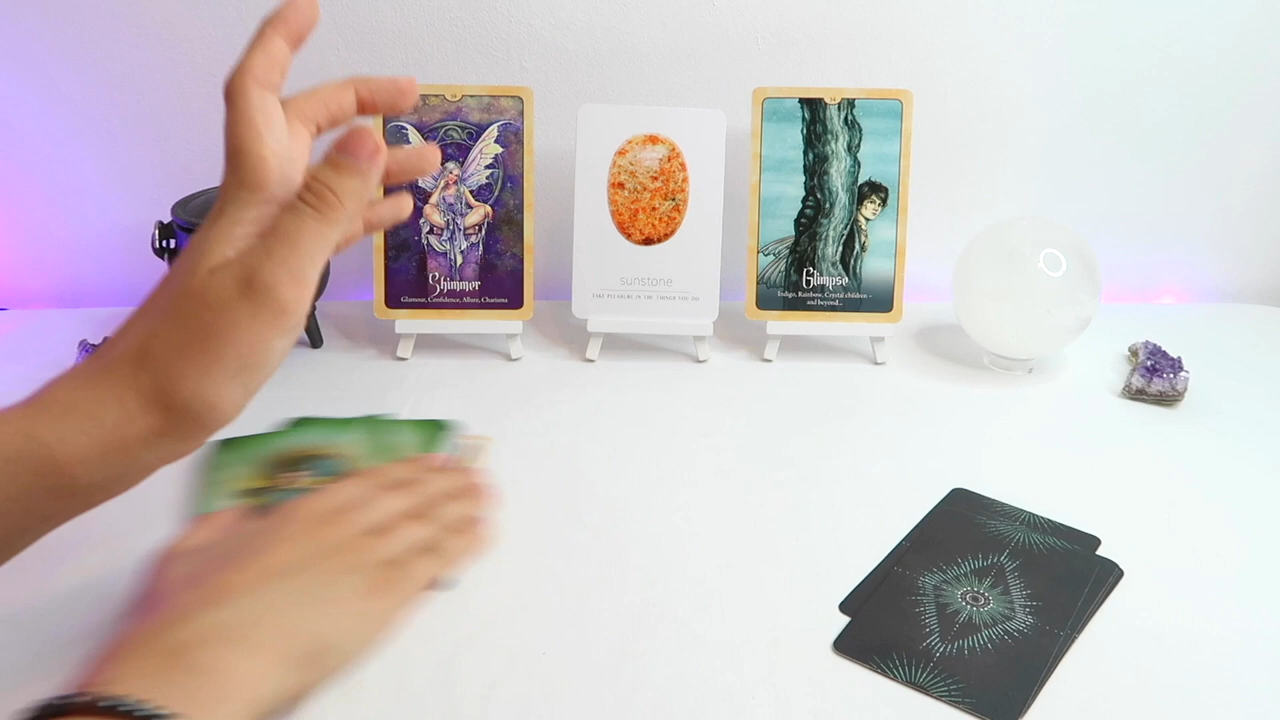 Shimmer
Glamour, Confidence, Allure, Charisma
sunstone
TAKE PLEASURE IN THE THINGS YOU DO
34
Glimpse
Indigo, Rainbow, Crystal children –
and beyond...